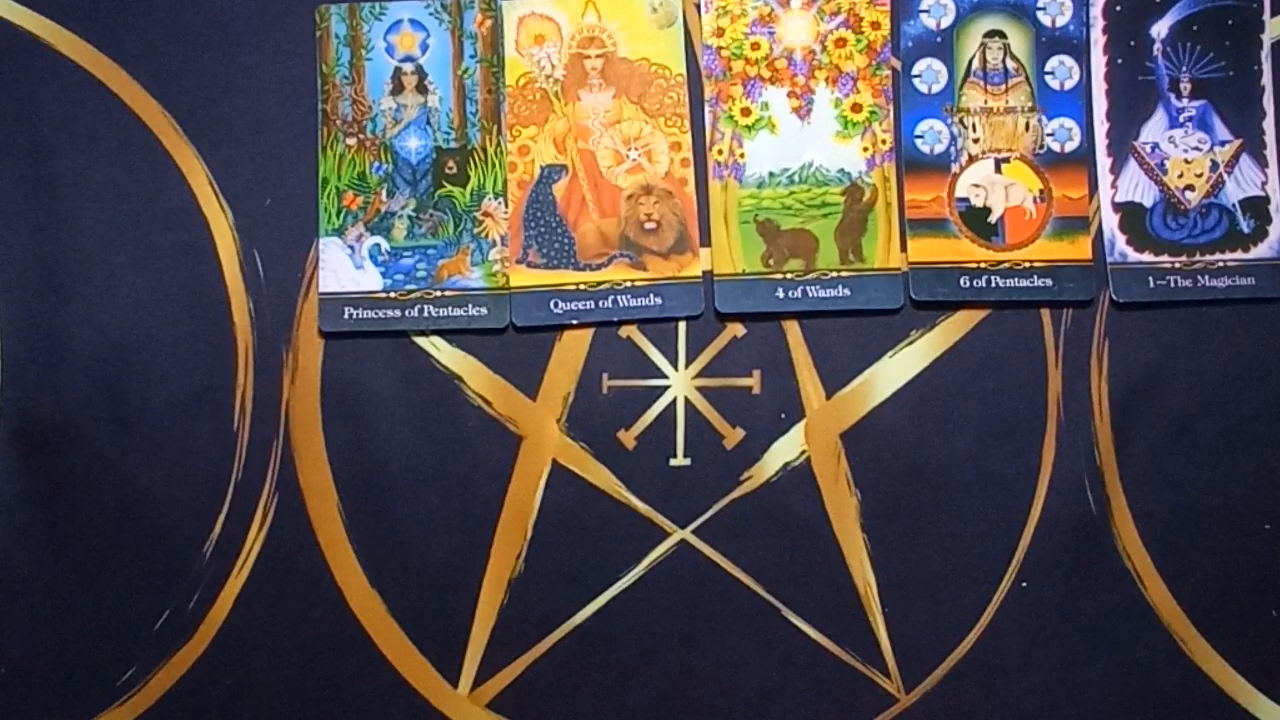 Princess of Pentacles
Queen of Wands
4 of Wands
6 of Pentacles
1~The Magician